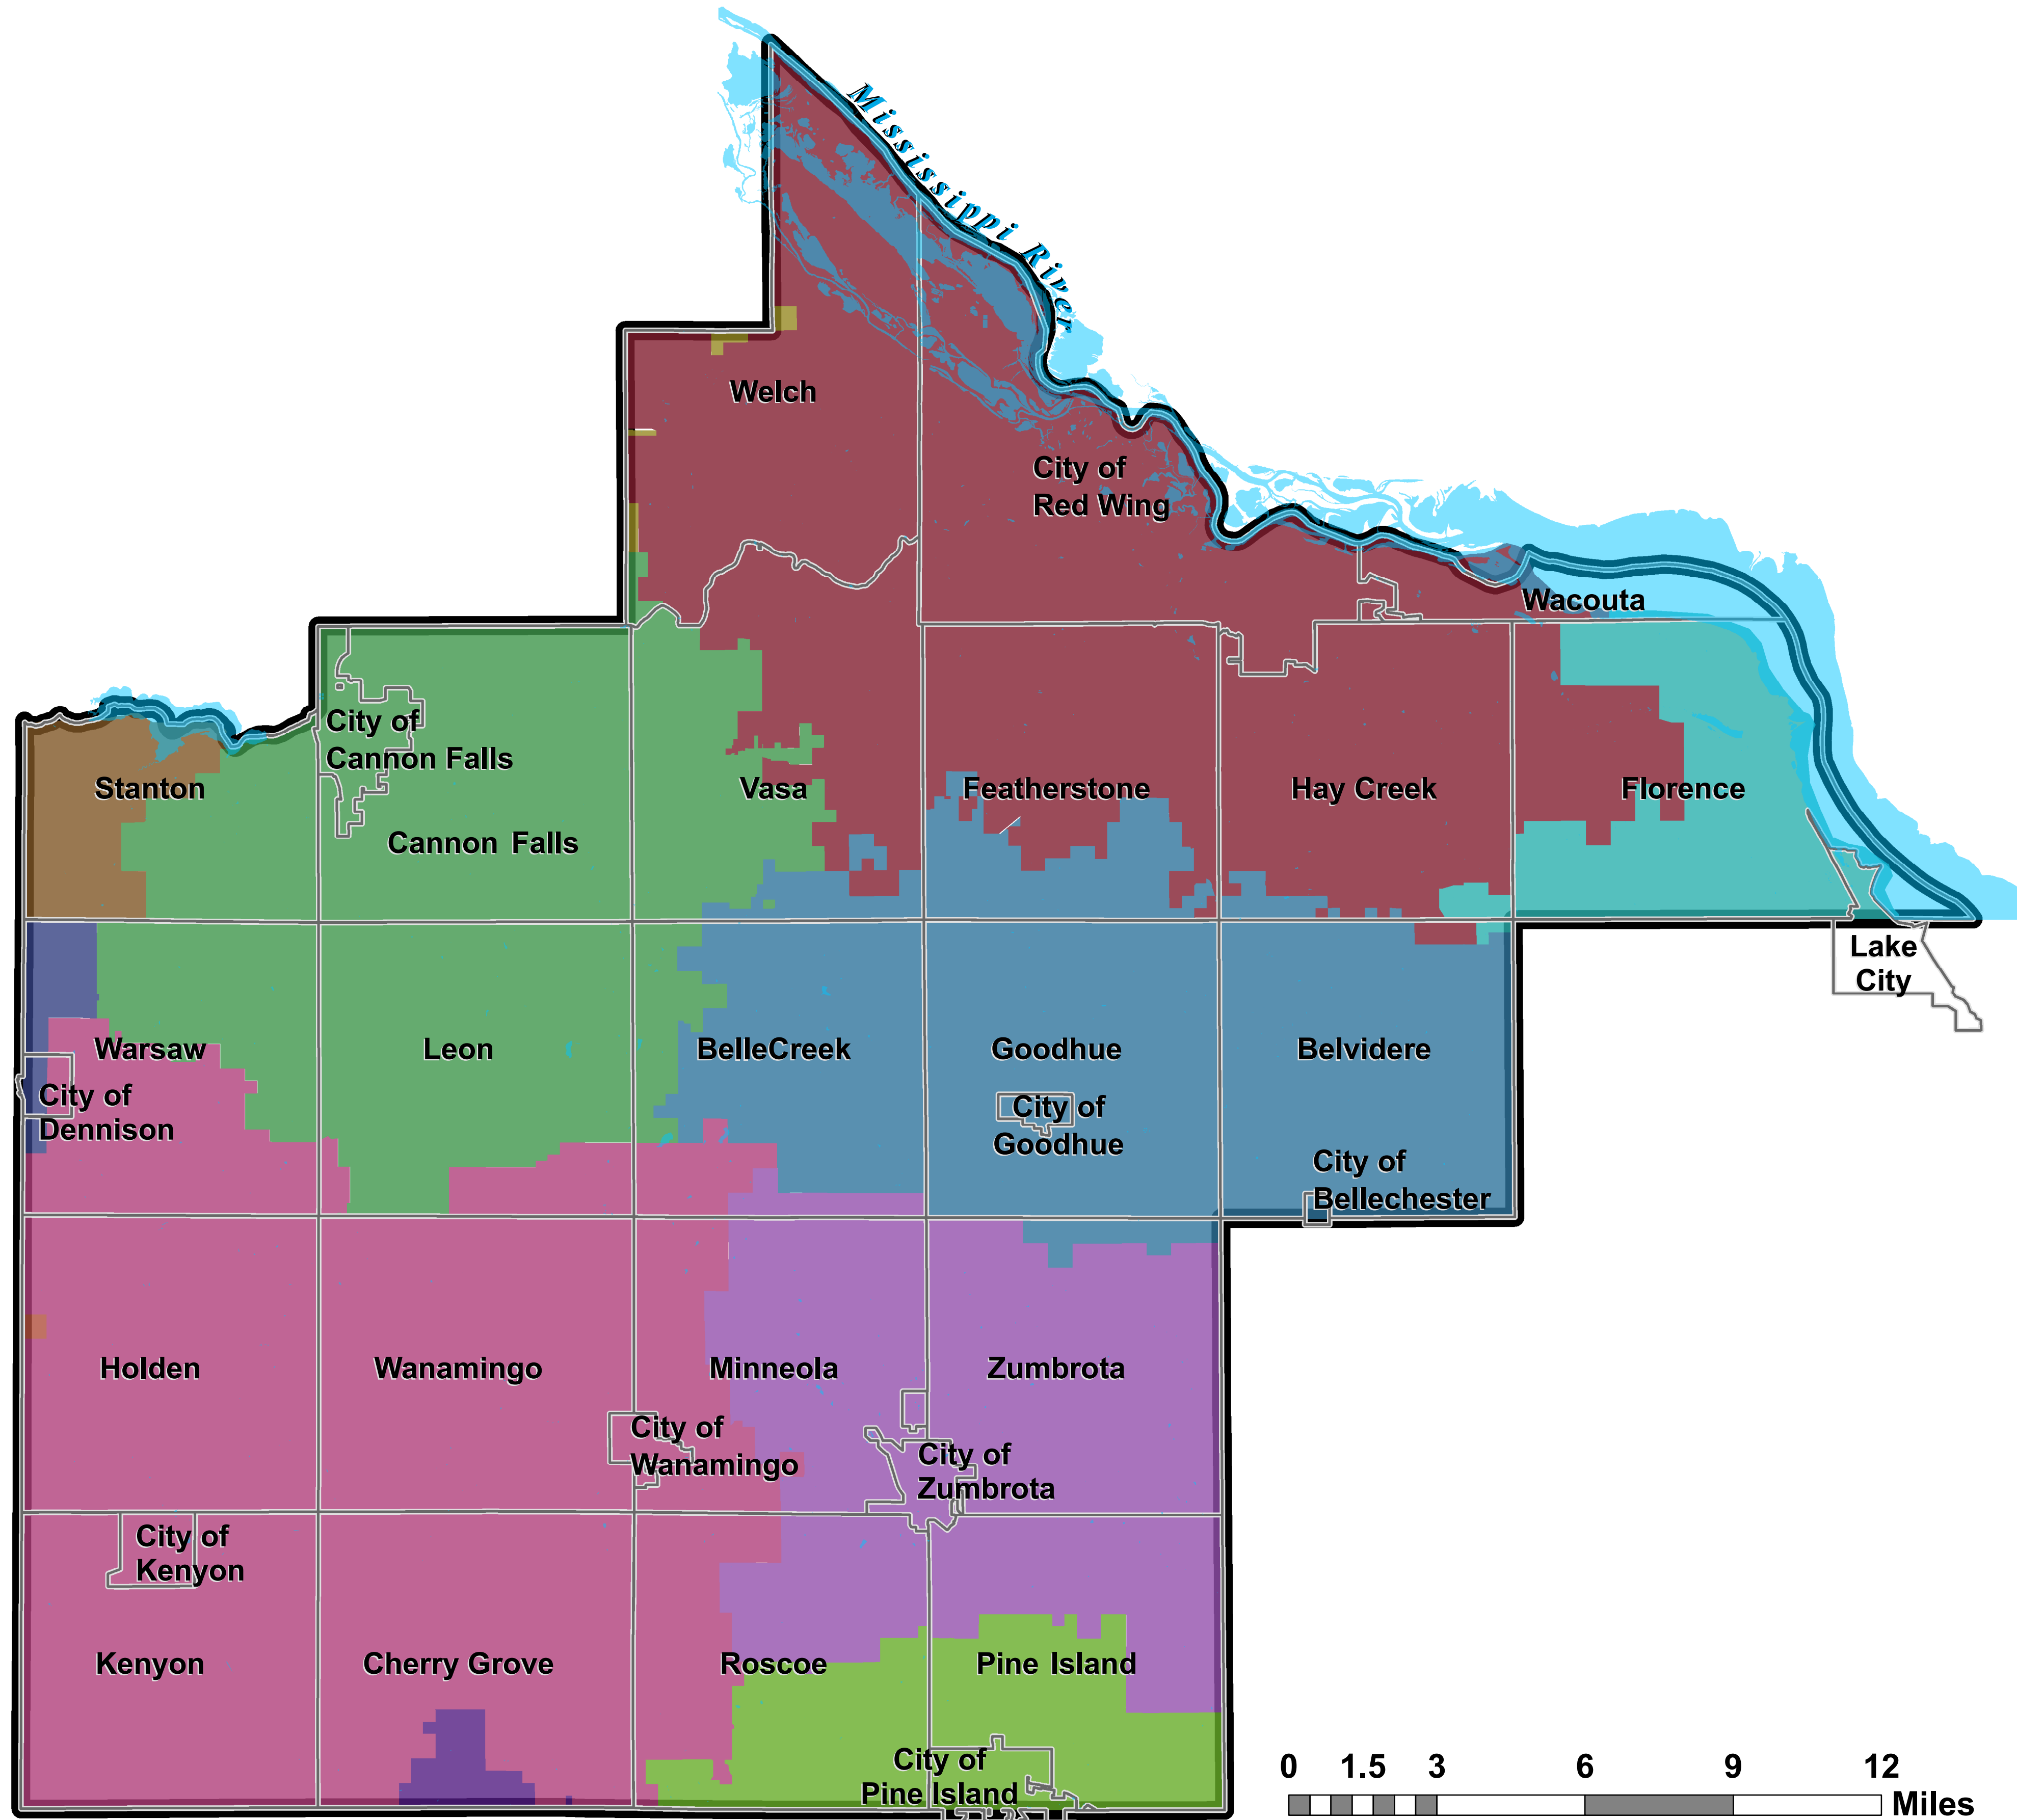 Mississippi River
Welch
City of
Red Wing
Wacouta
City of
Cannon Falls
Stanton
Vasa
Featherstone
Hay Creek
Florence
Cannon Falls
Lake
City
Warsaw
Leon
BelleCreek
Goodhue
Belvidere
City of
Dennison
City of
Goodhue
City of
Bellechester
Holden
Wanamingo
Minneola
Zumbrota
City of
Wanamingo
City of
Zumbrota
City of
Kenyon
Kenyon
Cherry Grove
Roscoe
Pine Island
City of
Pine Island
0 1.5 3 6 9 12
Miles